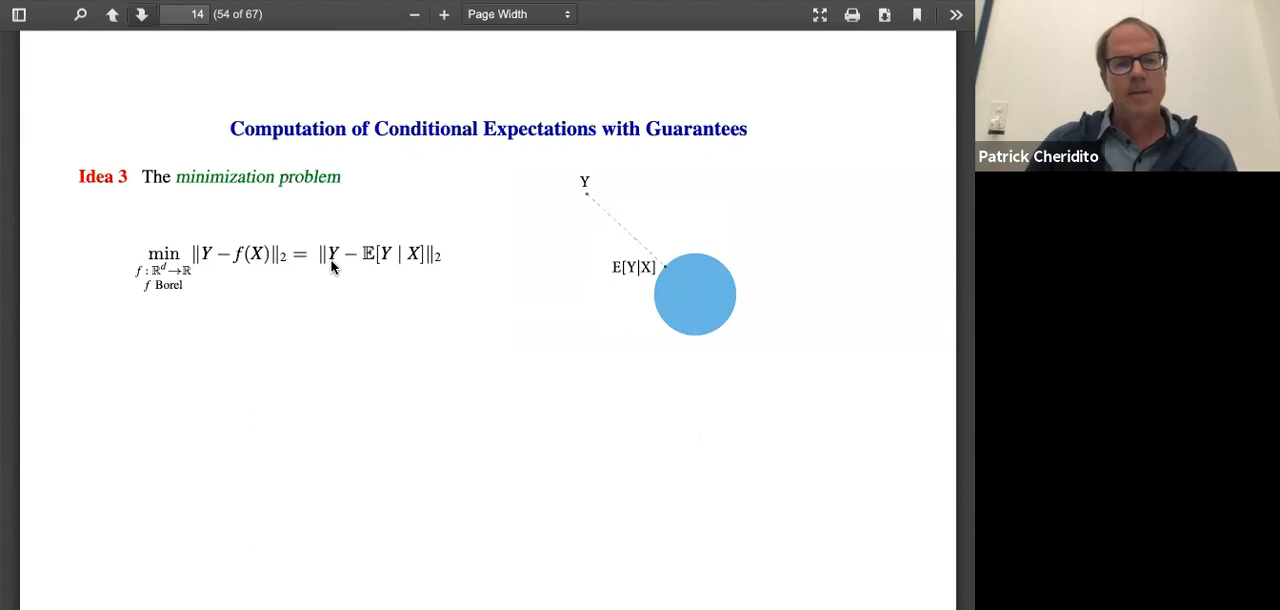 14 (54 of 67) Page Width
Computation of Conditional Expectations with Guarantees
Idea 3 The minimization problem
min ‖Y − f(X)‖₂ = ‖Y − 𝔼[Y | X]‖₂
f : ℝᵈ→ℝ
f Borel
Y
E[Y|X]
Patrick Cheridito